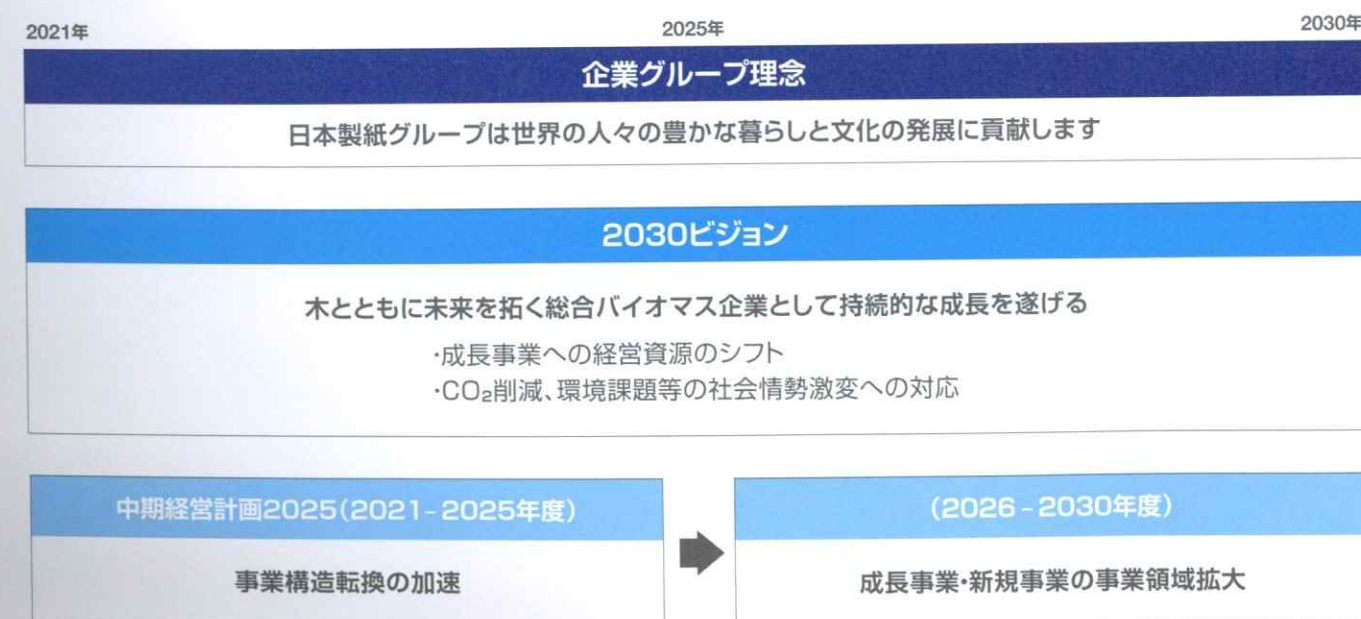 2021年 2025年 2030年
企業グループ理念
日本製紙グループは世界の人々の豊かな暮らしと文化の発展に貢献します
2030ビジョン
木とともに未来を拓く総合バイオマス企業として持続的な成長を遂げる
・成長事業への経営資源のシフト
・CO₂削減、環境課題等の社会情勢激変への対応
中期経営計画2025(2021-2025年度)
(2026-2030年度)
事業構造転換の加速
成長事業・新規事業の事業領域拡大